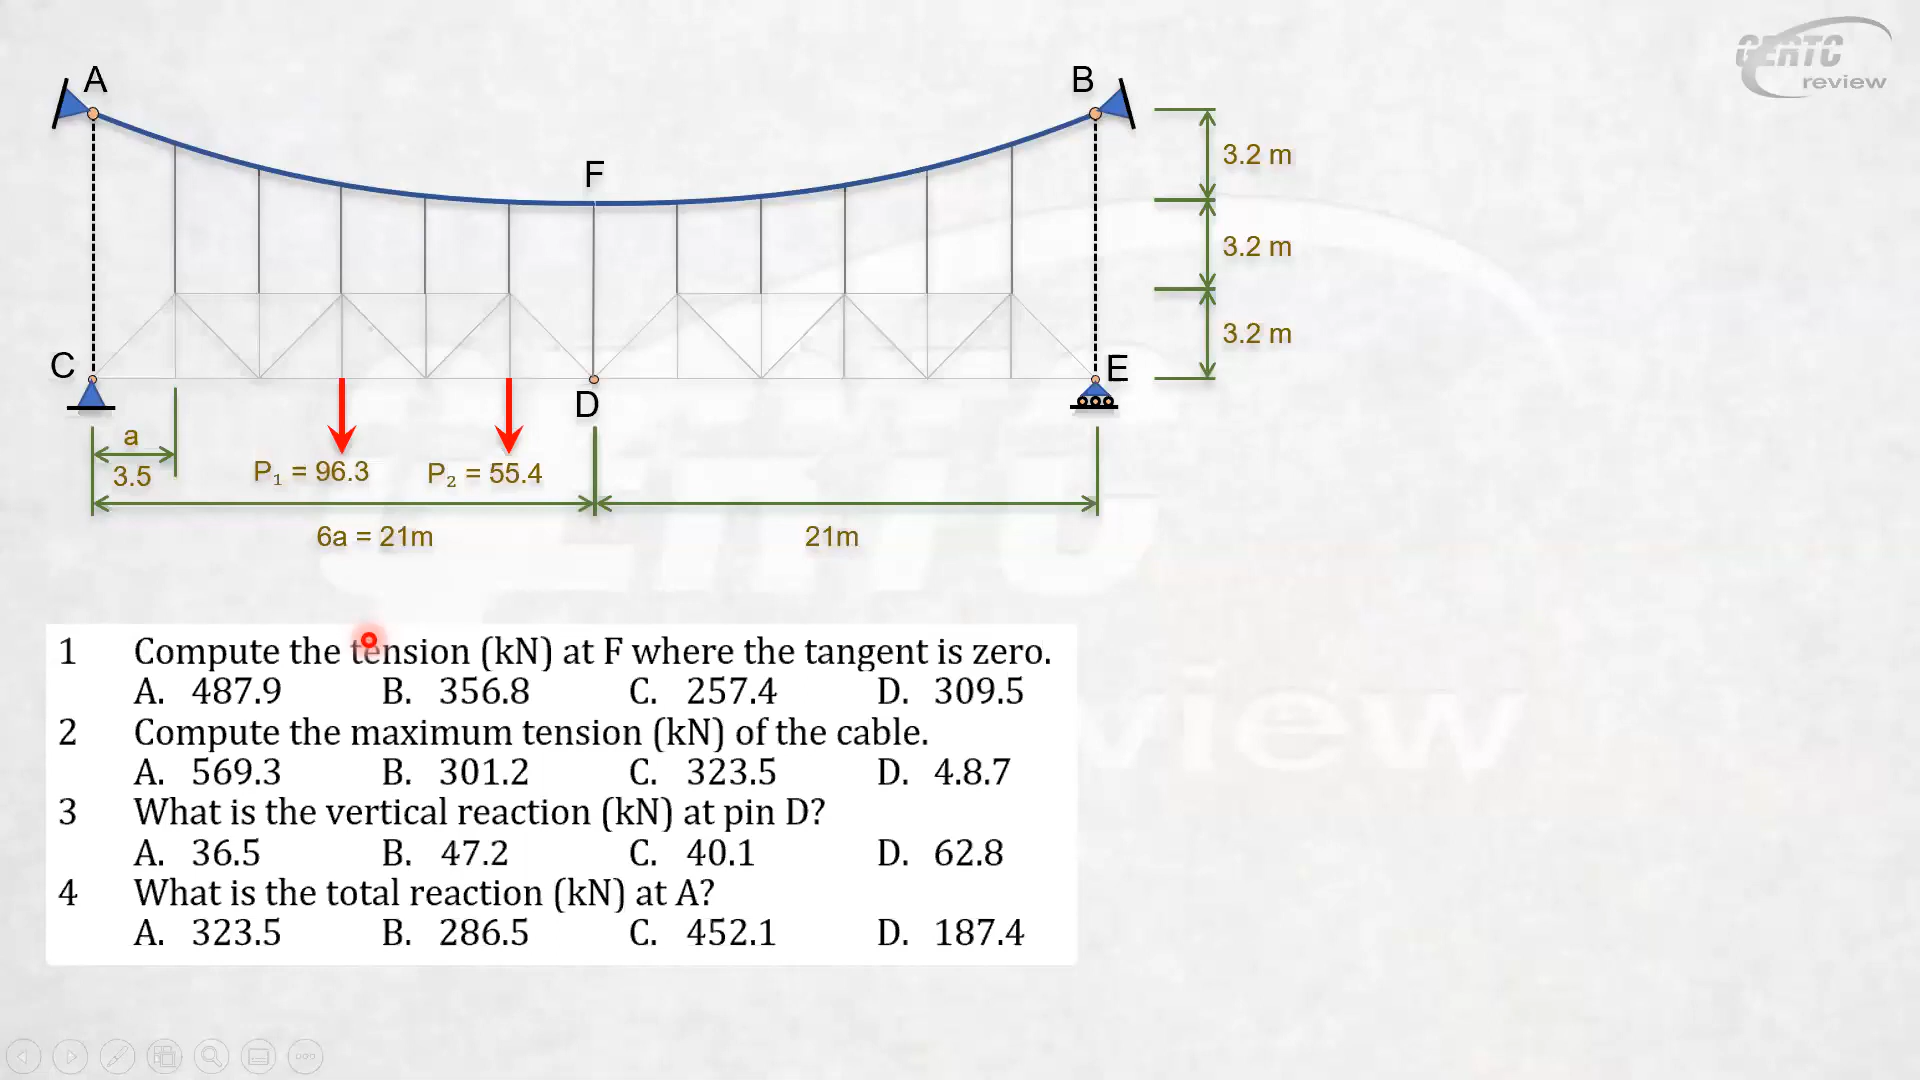 CERTC
review
A
B
F
3.2 m
3.2 m
3.2 m
C
E
D
a
3.5
P₁ = 96.3
P₂ = 55.4
6a = 21m
21m
1 Compute the tension (kN) at F where the tangent is zero.
A. 487.9 B. 356.8 C. 257.4 D. 309.5
2 Compute the maximum tension (kN) of the cable.
A. 569.3 B. 301.2 C. 323.5 D. 4.8.7
3 What is the vertical reaction (kN) at pin D?
A. 36.5 B. 47.2 C. 40.1 D. 62.8
4 What is the total reaction (kN) at A?
A. 323.5 B. 286.5 C. 452.1 D. 187.4